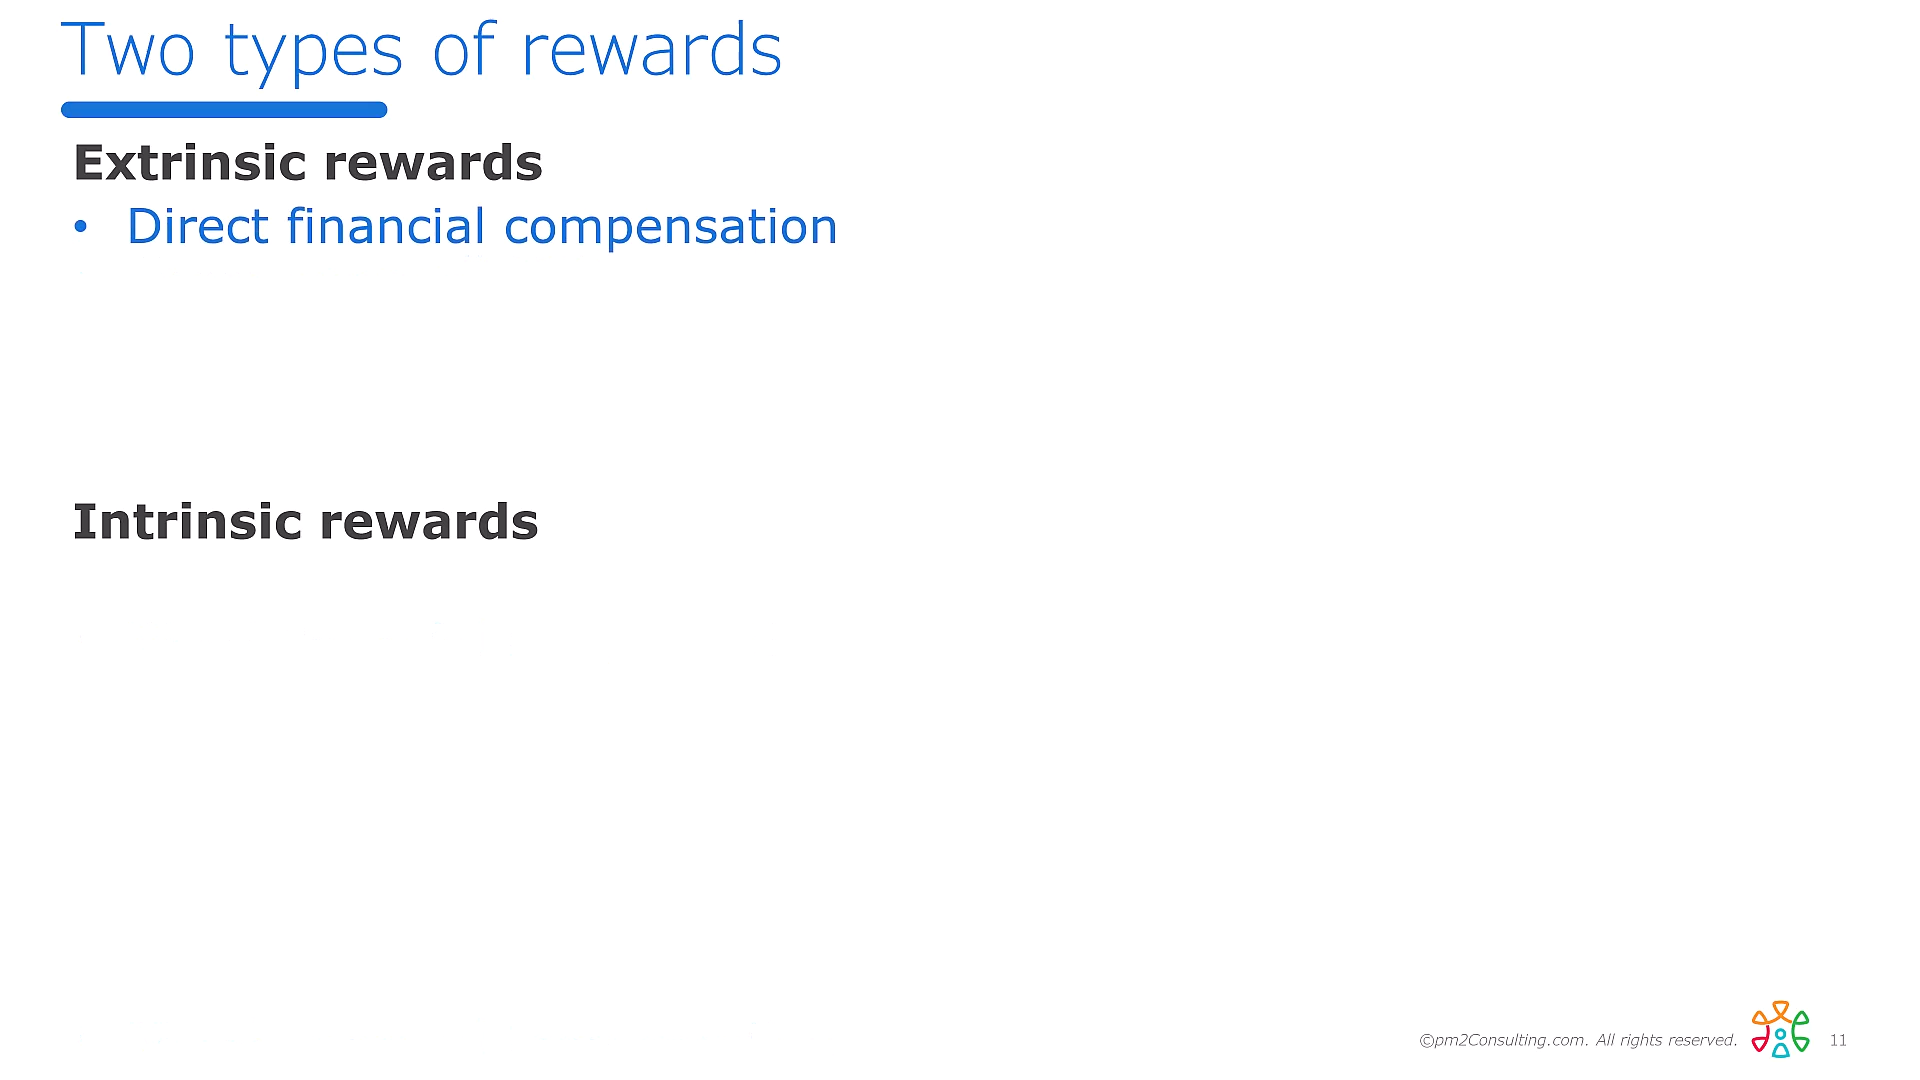 Two types of rewards
Extrinsic rewards
• Direct financial compensation
Intrinsic rewards
©pm2Consulting.com. All rights reserved.
11